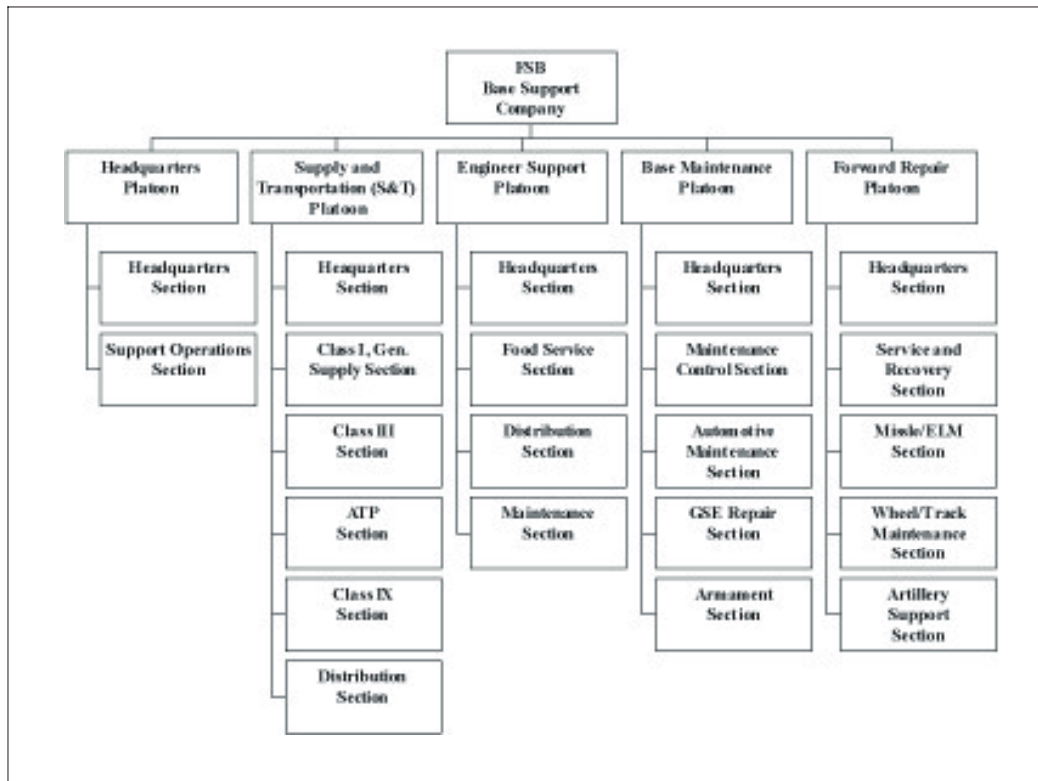 FSB
Base Support
Company
Headquarters
Platoon
Supply and
Transportation (S&T)
Platoon
Engineer Support
Platoon
Base Maintenance
Platoon
Forward Repair
Platoon
Headquarters
Section
Support Operations
Section
Heaquarters
Section
Class I, Gen.
Supply Section
Class III
Section
ATP
Section
Class IX
Section
Distribution
Section
Headquarters
Section
Food Service
Section
Distribution
Section
Maintenance
Section
Headquarters
Section
Maintenance
Control Section
Automotive
Maintenance
Section
GSE Repair
Section
Armament
Section
Headquarters
Section
Service and
Recovery
Section
Missle/ELM
Section
Wheel/Track
Maintenance
Section
Artillery
Support
Section